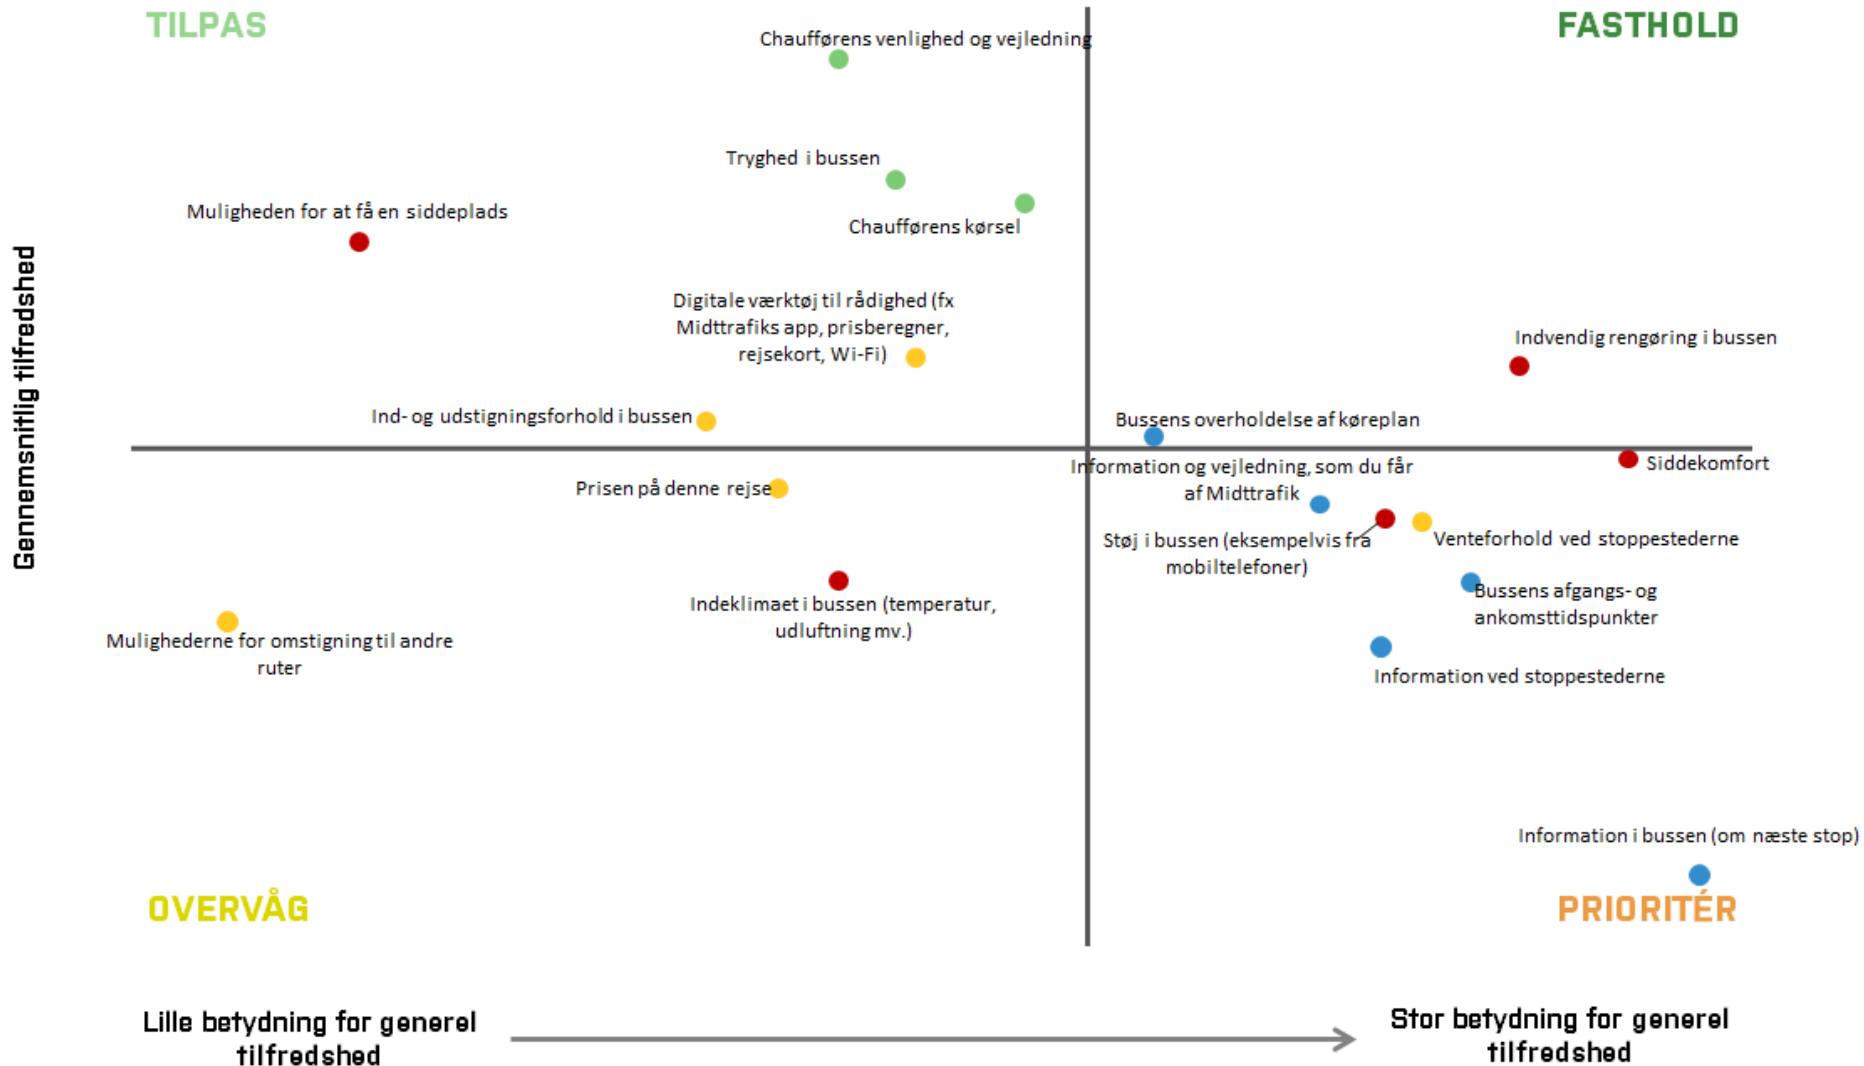 TILPAS
FASTHOLD
Chaufførens venlighed og vejledning
Tryghed i bussen
Muligheden for at få en siddeplads
Chaufførens kørsel
Gennemsnitlig tilfredshed
Digitale værktøj til rådighed (fx
Midttrafiks app, prisberegner,
rejsekort, Wi-Fi)
Indvendig rengøring i bussen
Ind- og udstigningsforhold i bussen
Bussens overholdelse af køreplan
Information og vejledning, som du får
af Midttrafik
Siddekomfort
Prisen på denne rejse
Støj i bussen (eksempelvis fra
mobiltelefoner)
Venteforhold ved stoppestederne
Bussens afgangs- og
ankomsttidspunkter
Indeklimaet i bussen (temperatur,
udluftning mv.)
Mulighederne for omstigning til andre
ruter
Information ved stoppestederne
Information i bussen (om næste stop)
OVERVÅG
PRIORITÉR
Lille betydning for generel
tilfredshed
Stor betydning for generel
tilfredshed